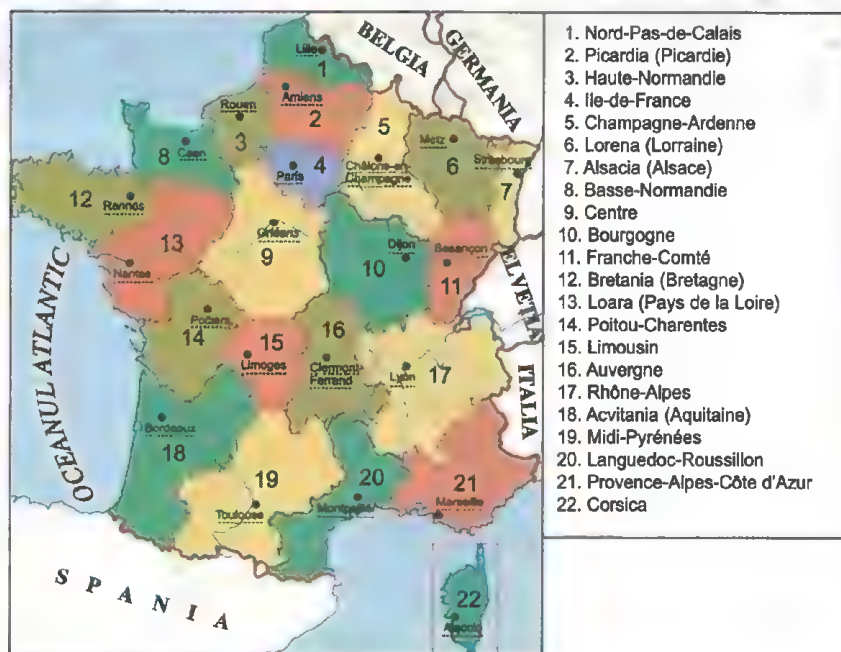 BELGIA
GERMANIA
Lille
1
Amiens
2
Rouen
3
5
Metz
6
Strasbourg
7
8
Caen
Paris
4
Châlons-en
Champagne
12
Rennes
13
Orléans
9
Dijon
10
Besançon
11
Nantes
ELVETIA
OCEANUL ATLANTIC
Poitiers
14
15
Limoges
16
Clermont
Ferrand
Lyon
17
ITALIA
Bordeaux
18
19
Toulouse
20
Montpellier
21
Marseille
SPANIA
22
Ajaccio
1. Nord-Pas-de-Calais
2. Picardia (Picardie)
3. Haute-Normandie
4. Ile-de-France
5. Champagne-Ardenne
6. Lorena (Lorraine)
7. Alsacia (Alsace)
8. Basse-Normandie
9. Centre
10. Bourgogne
11. Franche-Comté
12. Bretania (Bretagne)
13. Loara (Pays de la Loire)
14. Poitou-Charentes
15. Limousin
16. Auvergne
17. Rhône-Alpes
18. Acvitania (Aquitaine)
19. Midi-Pyrénées
20. Languedoc-Roussillon
21. Provence-Alpes-Côte d'Azur
22. Corsica